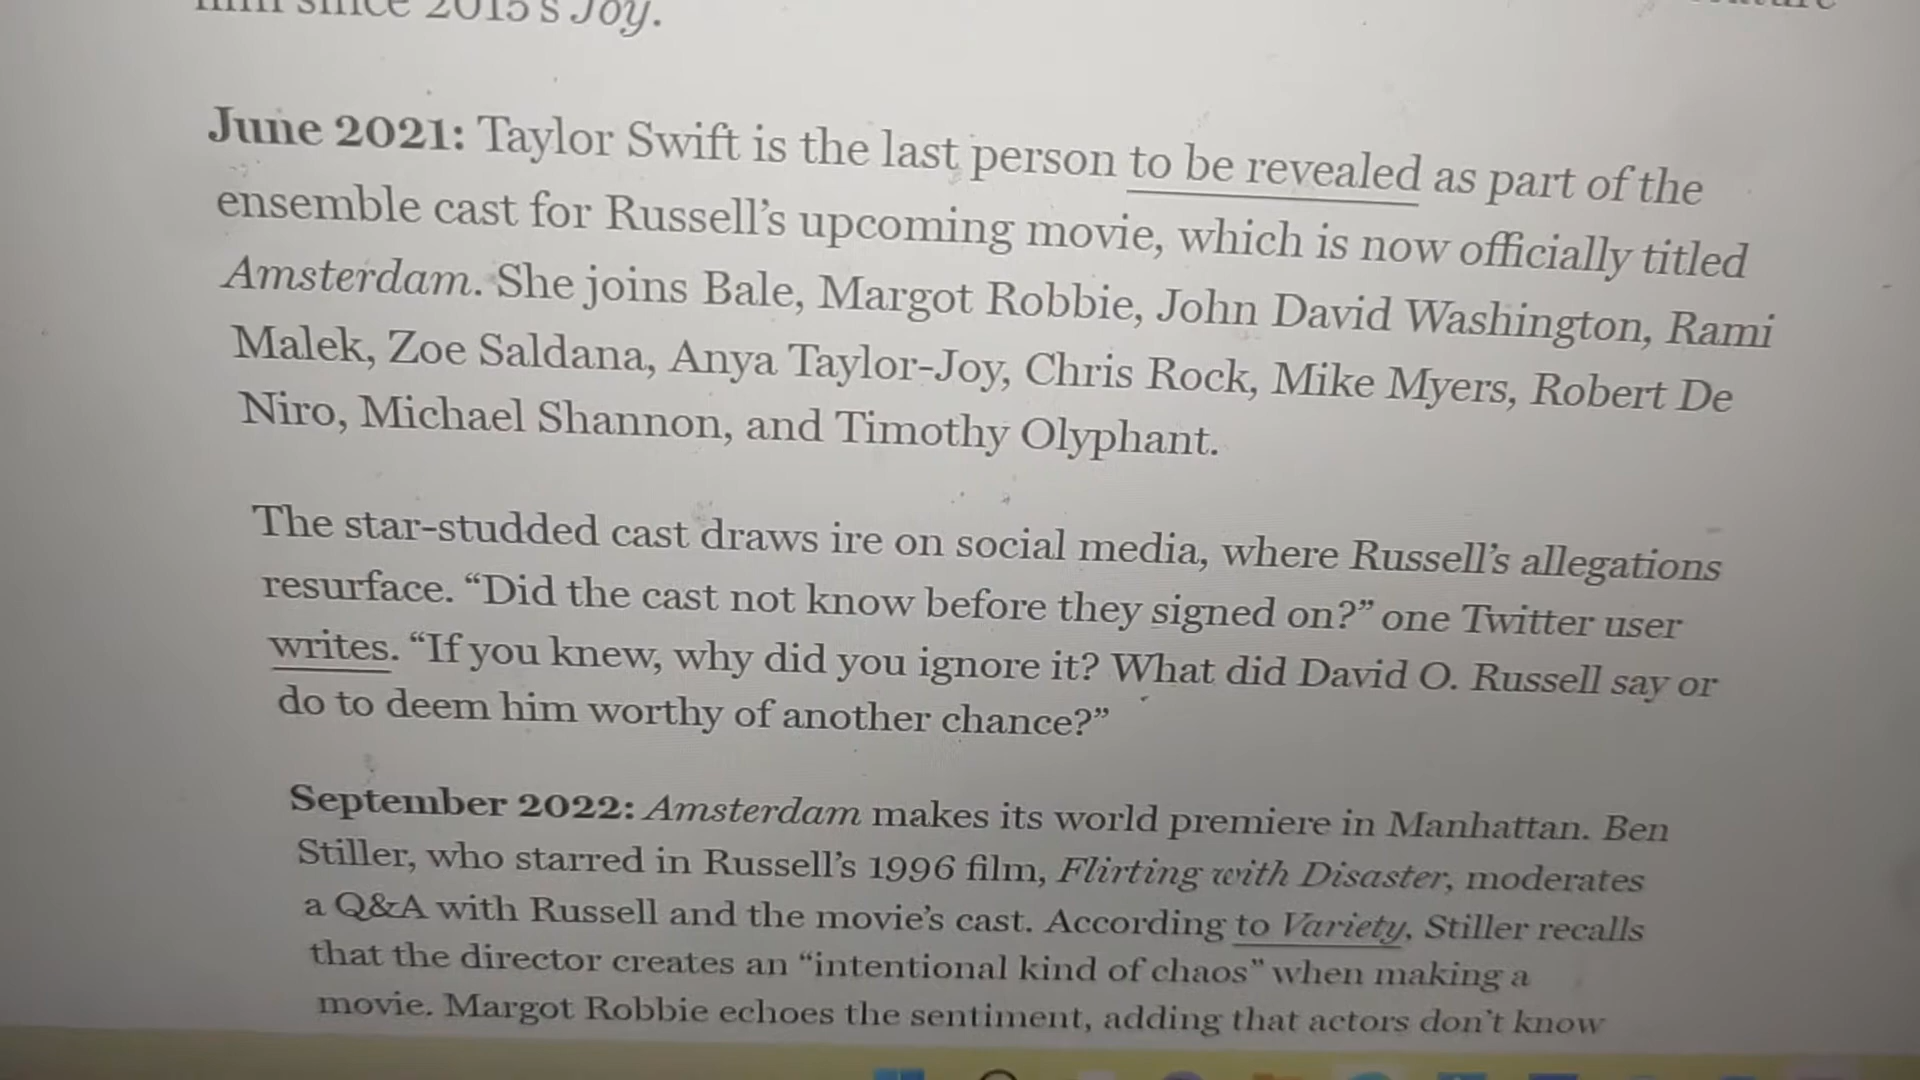 since 2015's Joy.
June 2021: Taylor Swift is the last person to be revealed as part of the
ensemble cast for Russell’s upcoming movie, which is now officially titled
Amsterdam. She joins Bale, Margot Robbie, John David Washington, Rami
Malek, Zoe Saldana, Anya Taylor-Joy, Chris Rock, Mike Myers, Robert De
Niro, Michael Shannon, and Timothy Olyphant.
The star-studded cast draws ire on social media, where Russell’s allegations
resurface. “Did the cast not know before they signed on?” one Twitter user
writes. “If you knew, why did you ignore it? What did David O. Russell say or
do to deem him worthy of another chance?”
September 2022: Amsterdam makes its world premiere in Manhattan. Ben
Stiller, who starred in Russell’s 1996 film, Flirting with Disaster, moderates
a Q&A with Russell and the movie’s cast. According to Variety, Stiller recalls
that the director creates an “intentional kind of chaos” when making a
movie. Margot Robbie echoes the sentiment, adding that actors don’t know